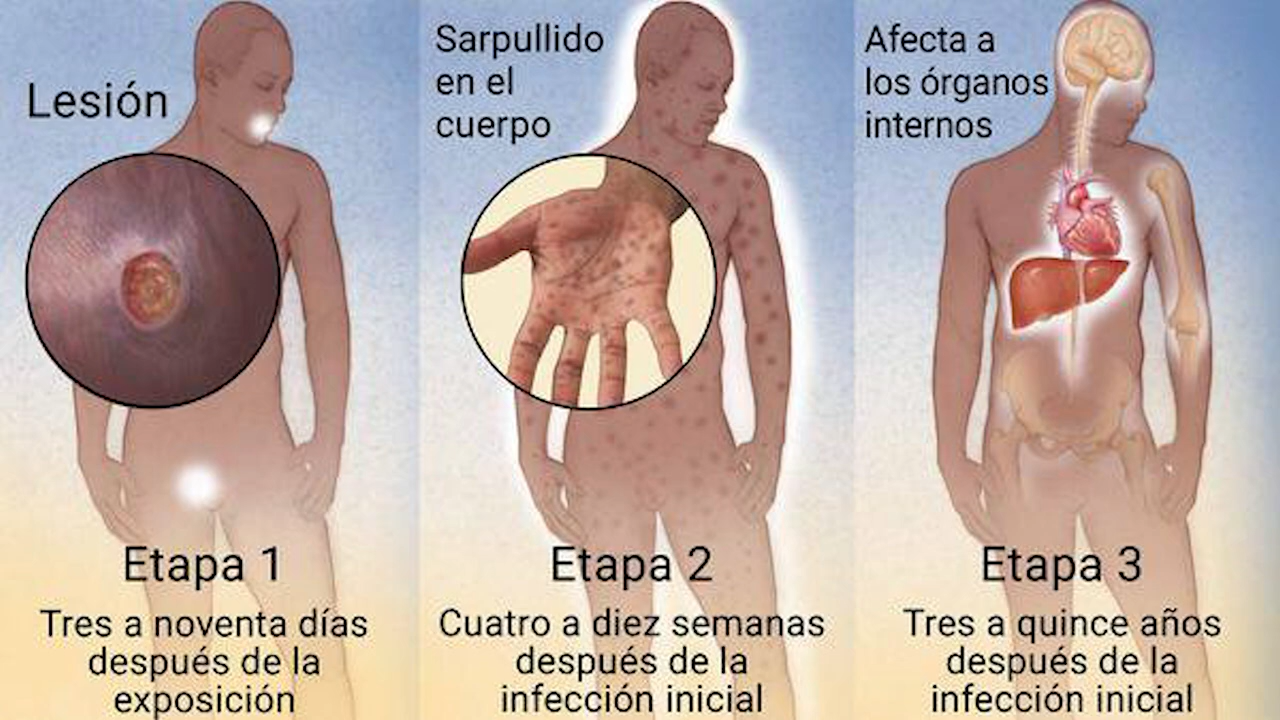 Lesión
Etapa 1
Tres a noventa días
después de la
exposición
Sarpullido
en el
cuerpo
Etapa 2
Cuatro a diez semanas
después de la
infección inicial
Afecta a
los órganos
internos
Etapa 3
Tres a quince años
después de la
infección inicial